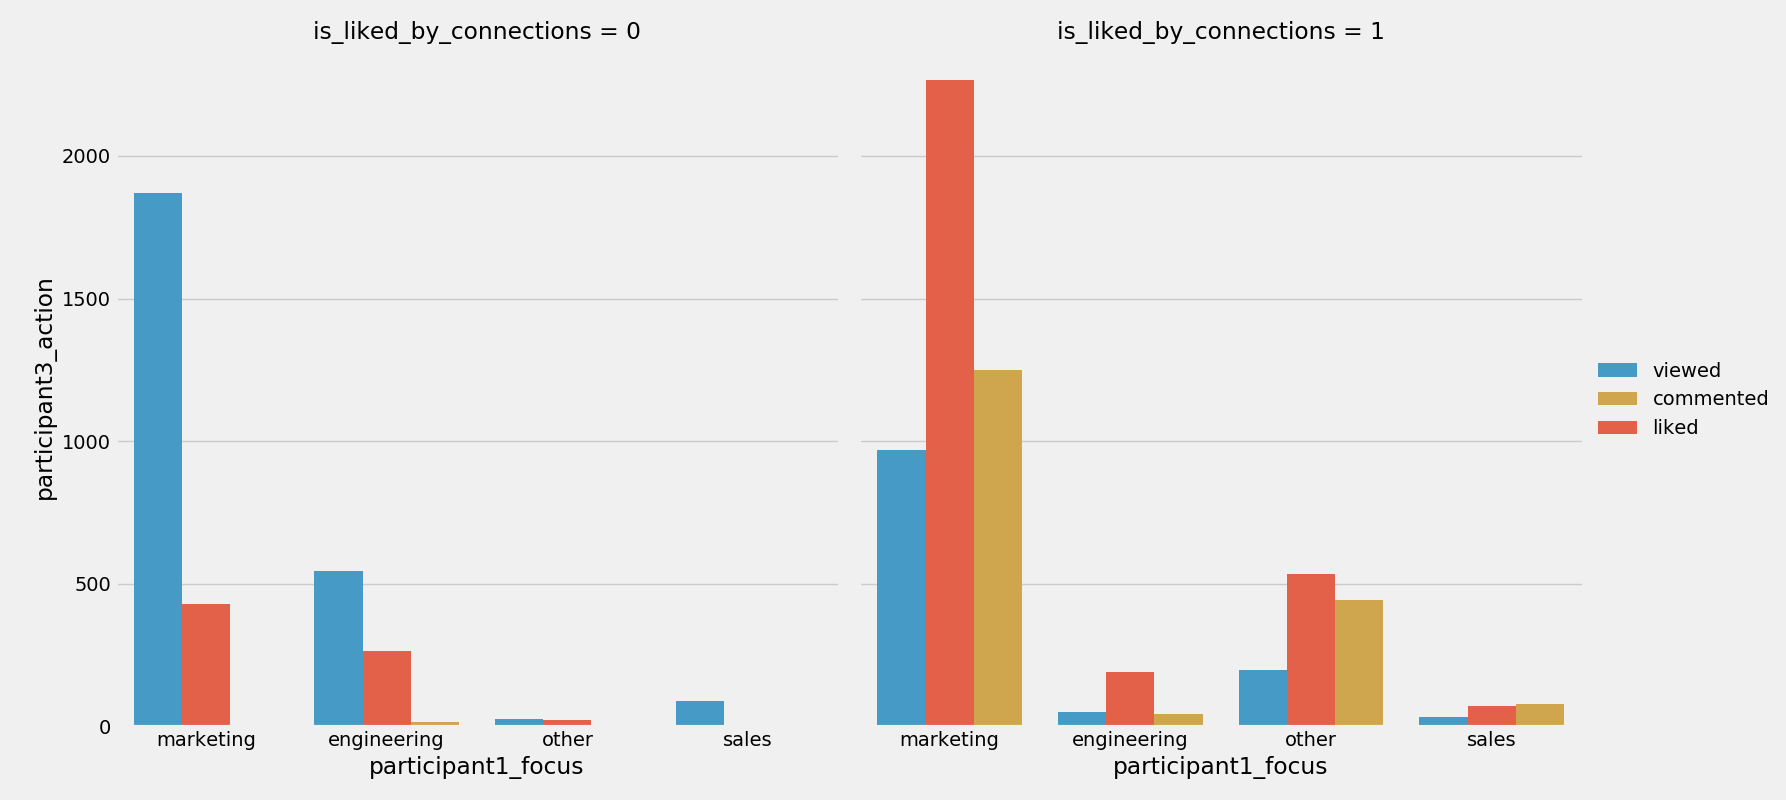 is_liked_by_connections = 0
is_liked_by_connections = 1
participant3_action
2000
1500
1000
500
0
marketing
engineering
other
sales
participant1_focus
marketing
engineering
other
sales
participant1_focus
viewed
commented
liked